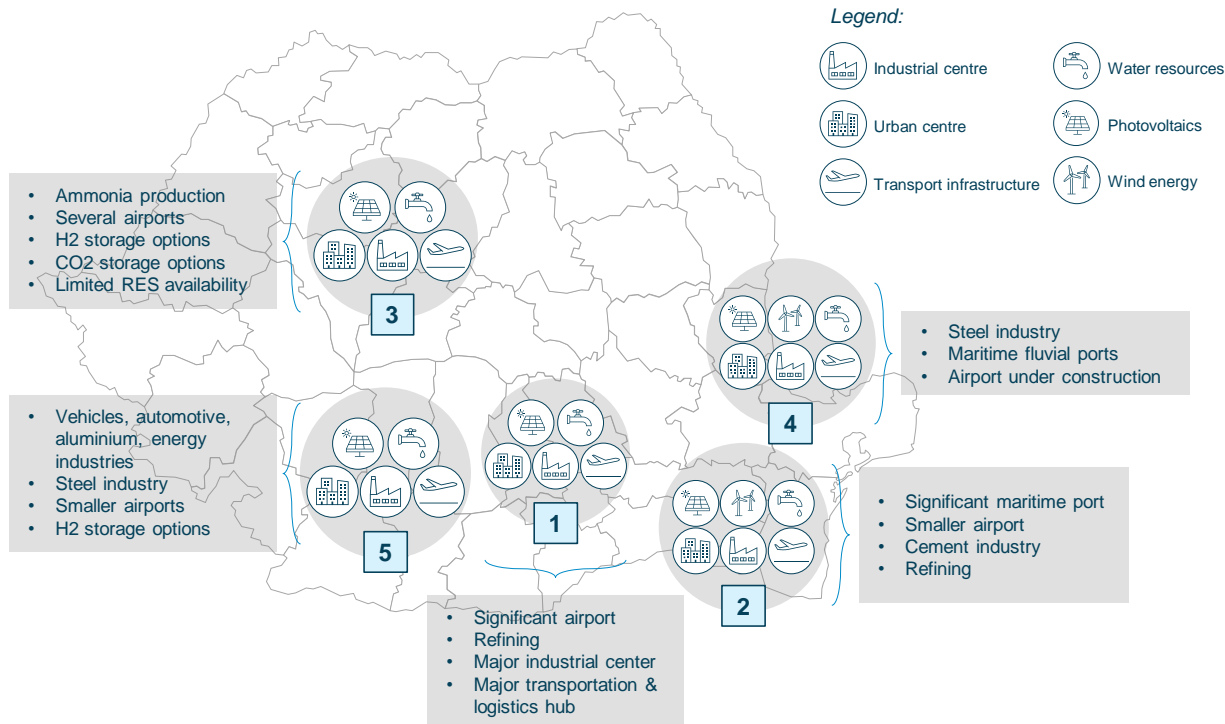 Legend:
Industrial centre
Water resources
Urban centre
Photovoltaics
Transport infrastructure
Wind energy
• Ammonia production
• Several airports
• H2 storage options
• CO2 storage options
• Limited RES availability
3
• Steel industry
• Maritime fluvial ports
• Airport under construction
4
• Vehicles, automotive,
aluminium, energy
industries
• Steel industry
• Smaller airports
• H2 storage options
5
1
• Significant maritime port
• Smaller airport
• Cement industry
• Refining
2
• Significant airport
• Refining
• Major industrial center
• Major transportation &
logistics hub